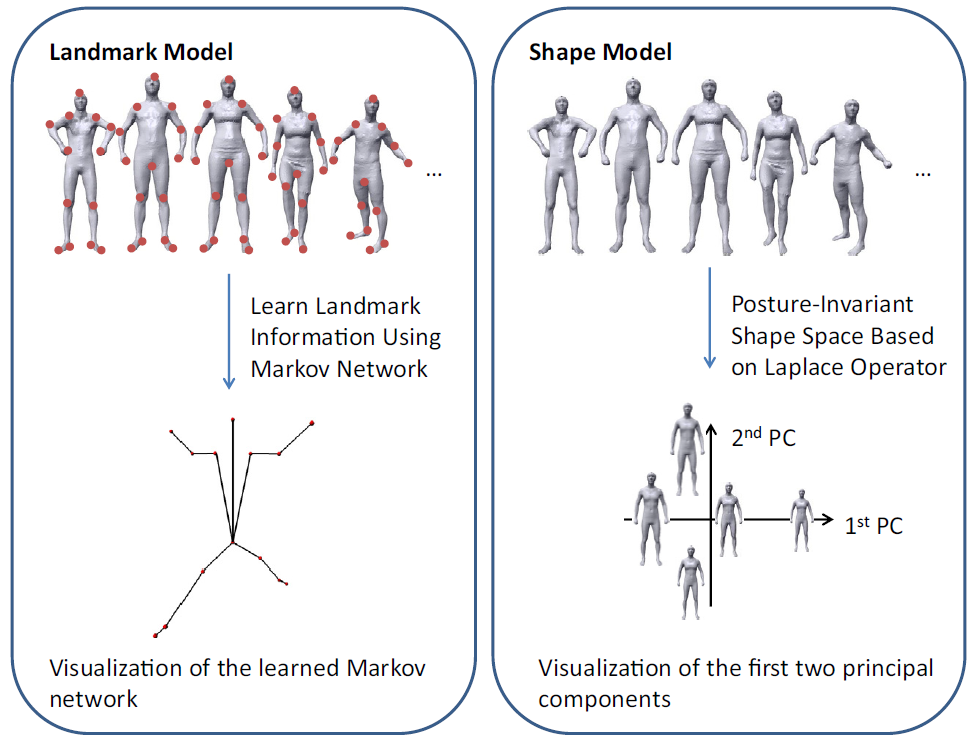 Landmark Model
...
Learn Landmark
Information Using
Markov Network
Visualization of the learned Markov
network
Shape Model
...
Posture-Invariant
Shape Space Based
on Laplace Operator
2nd PC
1st PC
Visualization of the first two principal
components